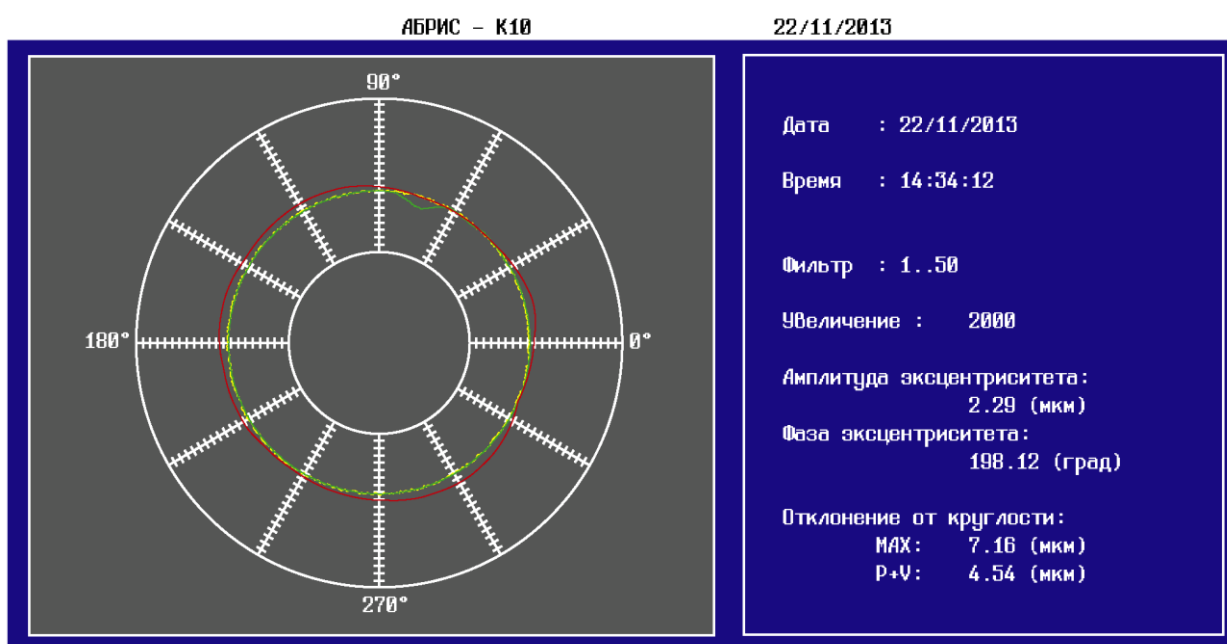 АБРИС - К10 22/11/2013
90°
180°
0°
270°
Дата : 22/11/2013
Время : 14:34:12
Фильтр : 1..50
Увеличение : 2000
Амплитуда эксцентриситета:
2.29 (мкм)
Фаза эксцентриситета:
198.12 (град)
Отклонение от круглости:
MAX: 7.16 (мкм)
P+V: 4.54 (мкм)